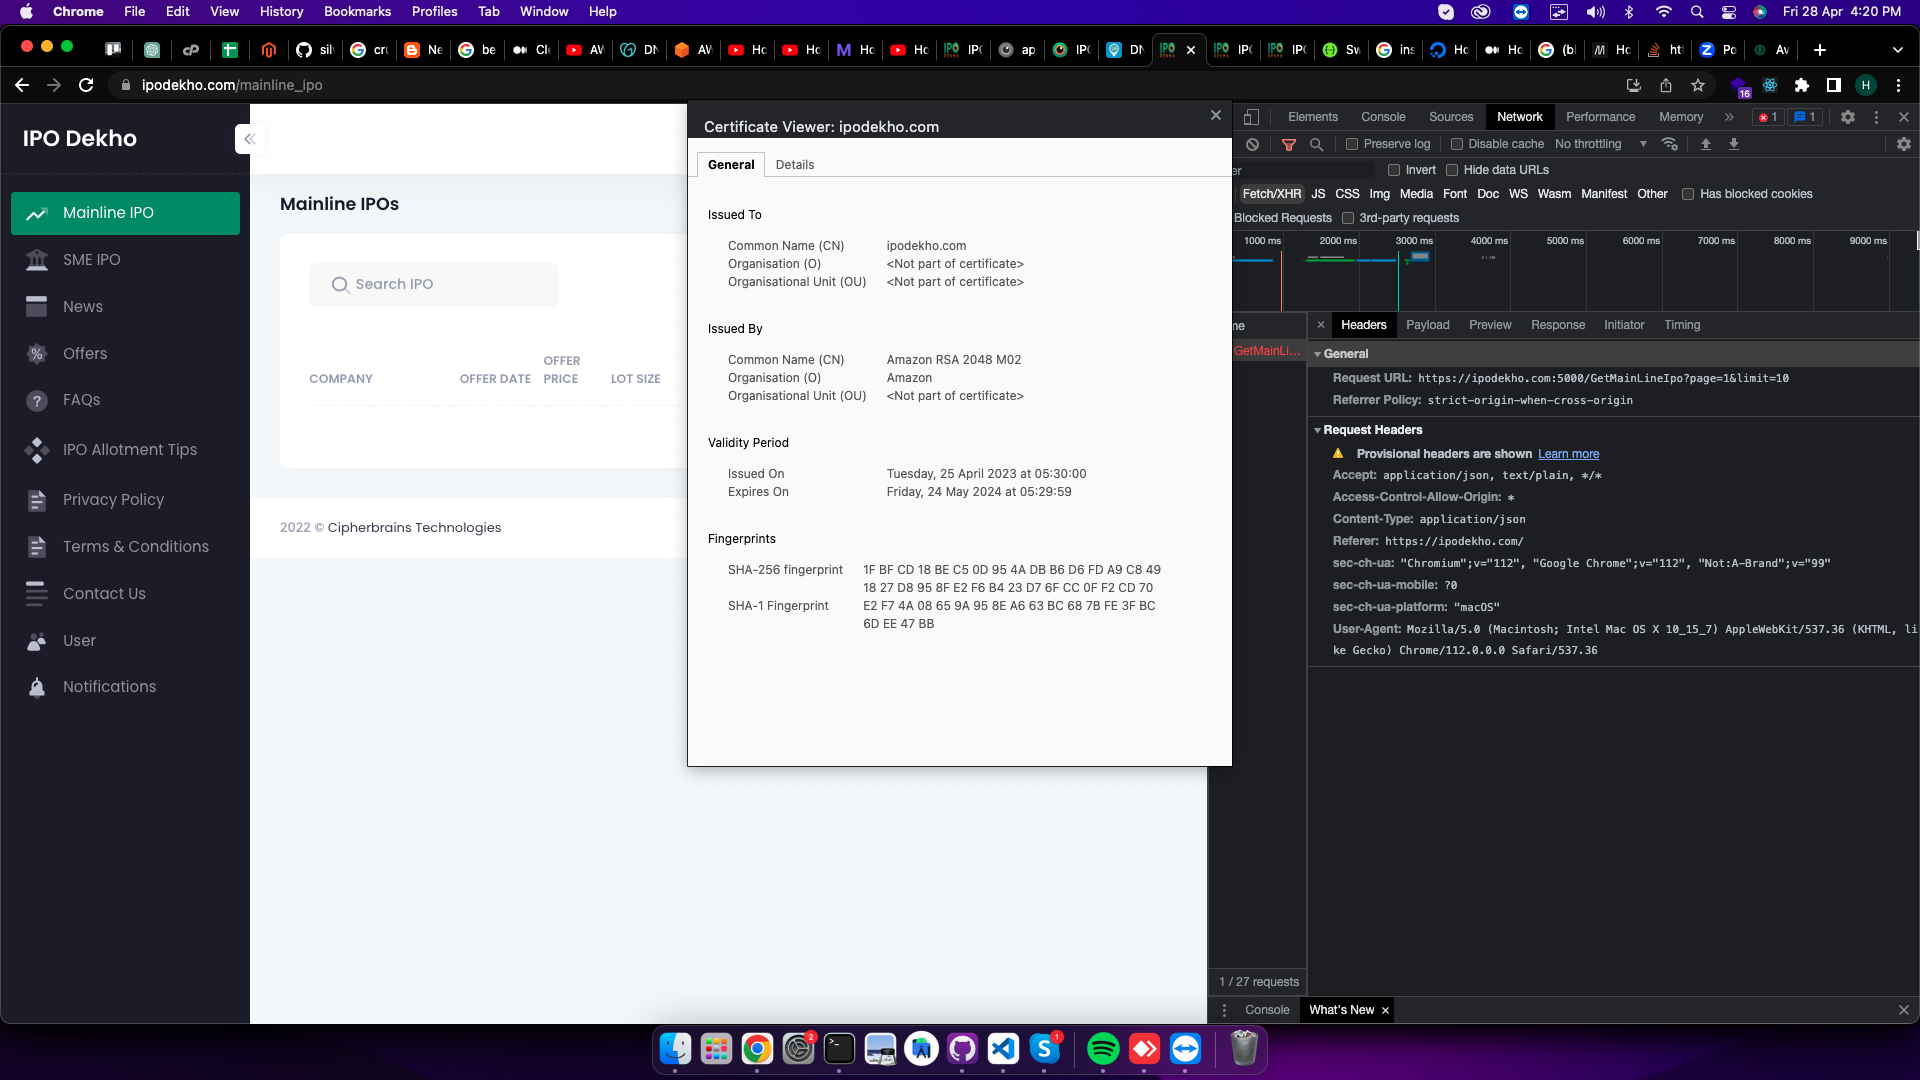 Chrome File Edit View History Bookmarks Profiles Tab Window Help
Fri 28 Apr 4:20 PM
ipodekho.com/mainline_ipo
16
H
IPO Dekho
Mainline IPO
SME IPO
News
Offers
FAQs
IPO Allotment Tips
Privacy Policy
Terms & Conditions
Contact Us
User
Notifications
Mainline IPOs
Search IPO
COMPANY
OFFER DATE
OFFER
PRICE
LOT SIZE
2022 © Cipherbrains Technologies
Certificate Viewer: ipodekho.com
General Details
Issued To
Common Name (CN) ipodekho.com
Organisation (O) <Not part of certificate>
Organisational Unit (OU) <Not part of certificate>
Issued By
Common Name (CN) Amazon RSA 2048 M02
Organisation (O) Amazon
Organisational Unit (OU) <Not part of certificate>
Validity Period
Issued On Tuesday, 25 April 2023 at 05:30:00
Expires On Friday, 24 May 2024 at 05:29:59
Fingerprints
SHA-256 fingerprint 1F BF CD 18 BE C5 0D 95 4A DB B6 D6 FD A9 C8 49
18 27 D8 95 8F E2 F6 B4 23 D7 6F CC 0F F2 CD 70
SHA-1 Fingerprint E2 F7 4A 08 65 9A 95 8E A6 63 BC 68 7B FE 3F BC
6D EE 47 BB
Elements Console Sources Network Performance Memory » 1 1
Preserve log Disable cache No throttling
Invert Hide data URLs
Fetch/XHR JS CSS Img Media Font Doc WS Wasm Manifest Other Has blocked cookies
Blocked Requests 3rd-party requests
1000 ms 2000 ms 3000 ms 4000 ms 5000 ms 6000 ms 7000 ms 8000 ms 9000 ms
me
GetMainLi...
Headers Payload Preview Response Initiator Timing
General
Request URL: https://ipodekho.com:5000/GetMainLineIpo?page=1&limit=10
Referrer Policy: strict-origin-when-cross-origin
Request Headers
Provisional headers are shown Learn more
Accept: application/json, text/plain, */*
Access-Control-Allow-Origin: *
Content-Type: application/json
Referer: https://ipodekho.com/
sec-ch-ua: "Chromium";v="112", "Google Chrome";v="112", "Not:A-Brand";v="99"
sec-ch-ua-mobile: ?0
sec-ch-ua-platform: "macOS"
User-Agent: Mozilla/5.0 (Macintosh; Intel Mac OS X 10_15_7) AppleWebKit/537.36 (KHTML, li
ke Gecko) Chrome/112.0.0.0 Safari/537.36
1 / 27 requests
Console What's New
2
1